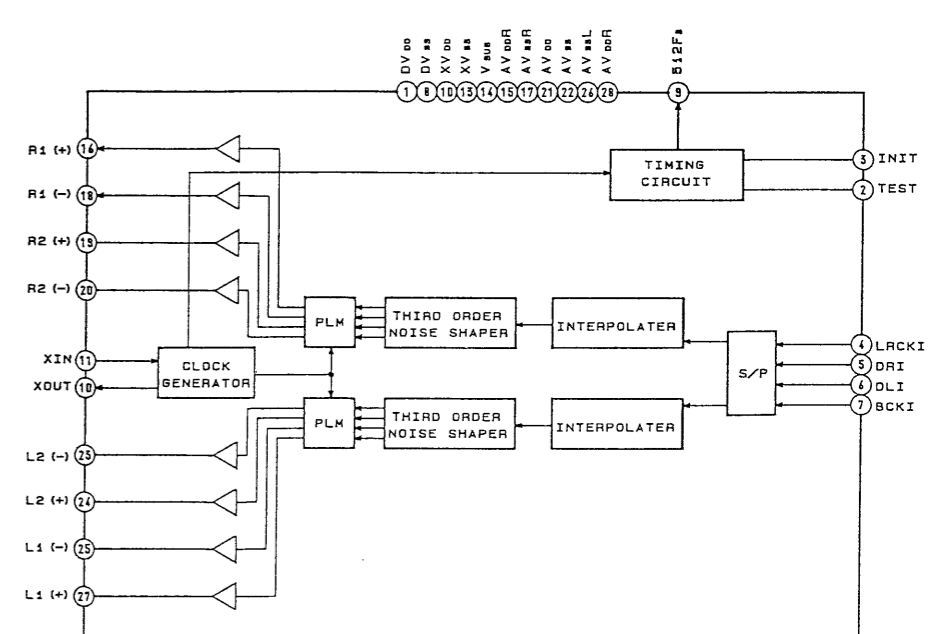 DVDD
DVSS
XVDD
XVSS
VSUB
AVDDR
AVSSR
AVDD
AVSS
AVSSL
AVDDR
512Fs
1
8
10
13
14
15
17
21
22
26
28
9
R1 (+) 16
TIMING
CIRCUIT
3 INIT
R1 (-) 18
2 TEST
R2 (+) 19
R2 (-) 20
PLM
THIRD ORDER
NOISE SHAPER
INTERPOLATER
XIN 11
CLOCK
GENERATOR
XOUT 10
S/P
4 LRCKI
5 DRI
6 DLI
7 BCKI
PLM
THIRD ORDER
NOISE SHAPER
INTERPOLATER
L2 (-) 23
L2 (+) 24
L1 (-) 25
L1 (+) 27